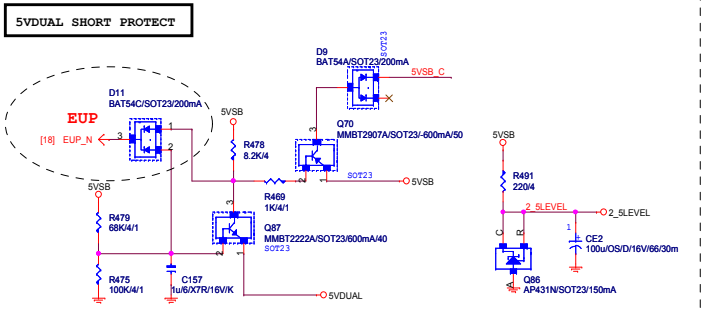 5VDUAL SHORT PROTECT
D9
BAT54A/SOT23/200mA
SOT23
5VSB_C
D11
BAT54C/SOT23/200mA
EUP
[18] EUP_N
3
1
2
5VSB
R478
8.2K/4
3
Q70
MMBT2907A/SOT23/-600mA/50
2
1
SOT23
5VSB
R469
1K/4/1
5VSB
R479
68K/4/1
R475
100K/4/1
C157
1u/6/X7R/16V/K
3
2
1
Q87
MMBT2222A/SOT23/600mA/40
SOT23
5VDUAL
5VSB
R491
220/4
2_5LEVEL
2_5LEVEL
C
R
A
Q86
AP431N/SOT23/150mA
1
+
CE2
100u/OS/D/16V/66/30m